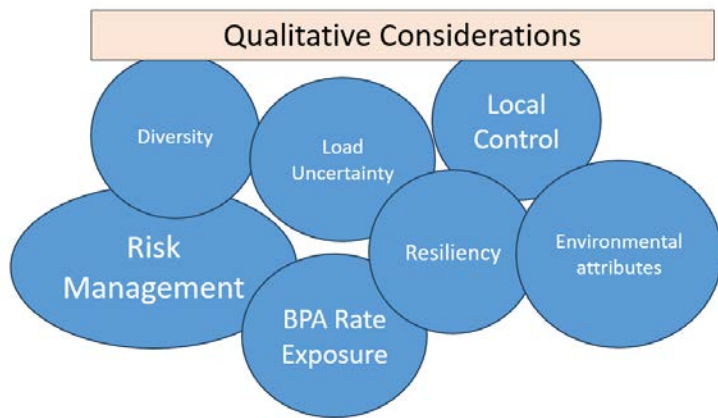 Qualitative Considerations
Diversity
Load
Uncertainty
Local
Control
Risk
Management
BPA Rate
Exposure
Resiliency
Environmental
attributes